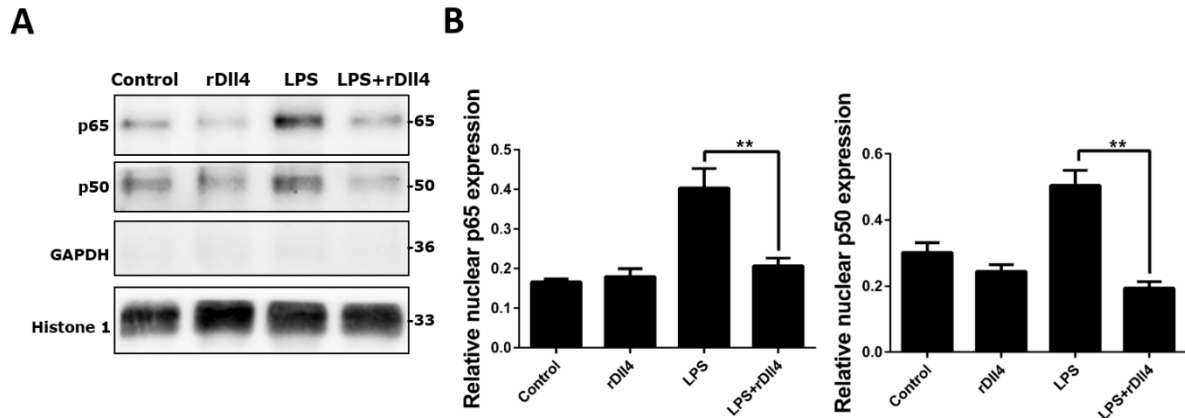 A
Control rDll4 LPS LPS+rDll4
p65 -65
p50 -50
GAPDH -36
Histone 1 -33
B
Relative nuclear p65 expression
0.5
0.4
0.3
0.2
0.1
0.0
**
Control
rDll4
LPS
LPS+rDll4
Relative nuclear p50 expression
0.6
0.4
0.2
0.0
**
Control
rDll4
LPS
LPS+rDll4